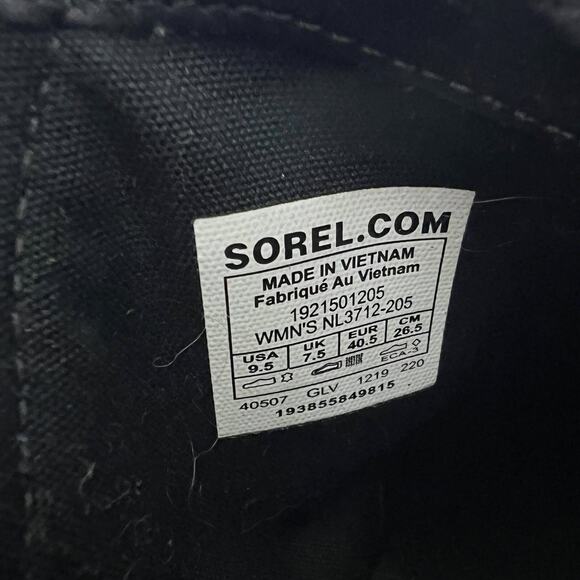 SOREL.COM
MADE IN VIETNAM
Fabriqué Au Vietnam
1921501205
WMN'S NL3712-205
USA UK EUR CM
9.5 7.5 40.5 26.5
ECA-3
40507 GLV 1219 220
193855849815